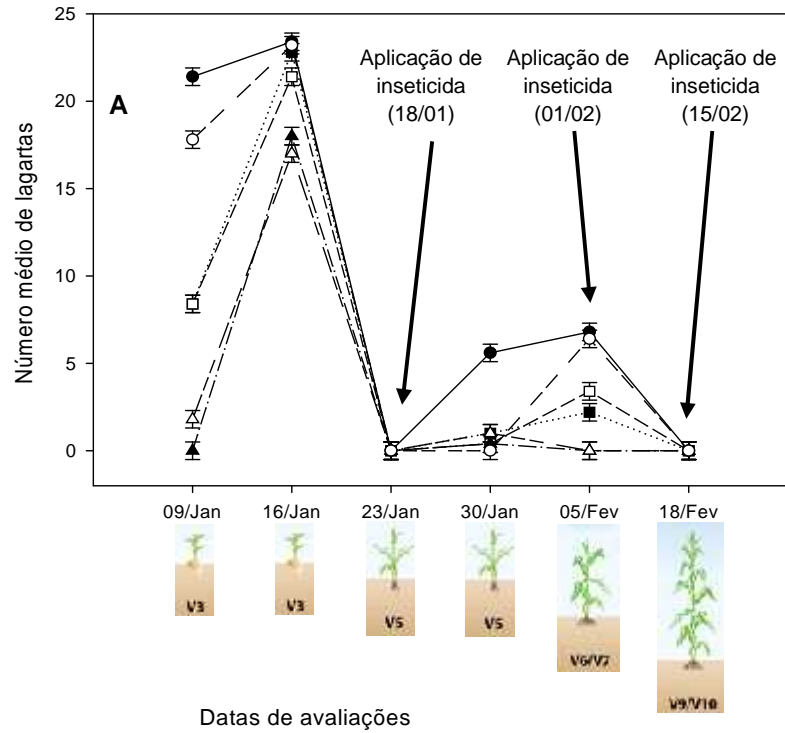 25
20
15
10
5
0
Número médio de lagartas
A
Aplicação de
inseticida
(18/01)
Aplicação de
inseticida
(01/02)
Aplicação de
inseticida
(15/02)
09/Jan
16/Jan
23/Jan
30/Jan
05/Fev
18/Fev
V3
V3
V5
V5
V6/V7
V9/V10
Datas de avaliações